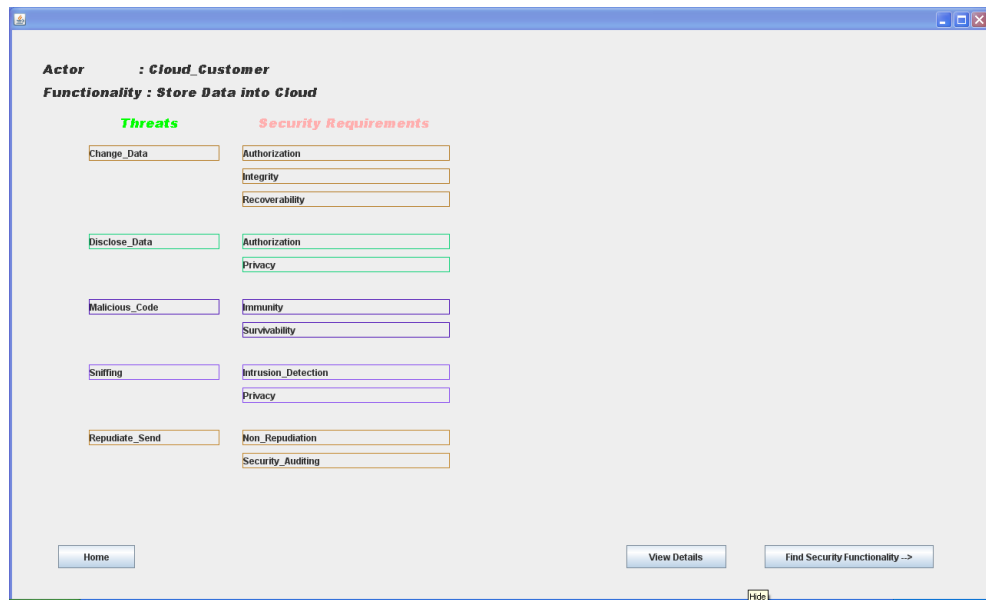 Actor : Cloud_Customer
Functionality : Store Data into Cloud
Threats Security Requirements
Change_Data Authorization
Integrity
Recoverability
Disclose_Data Authorization
Privacy
Malicious_Code Immunity
Survivability
Sniffing Intrusion_Detection
Privacy
Repudiate_Send Non_Repudiation
Security_Auditing
Home View Details Find Security Functionality -->
Hide